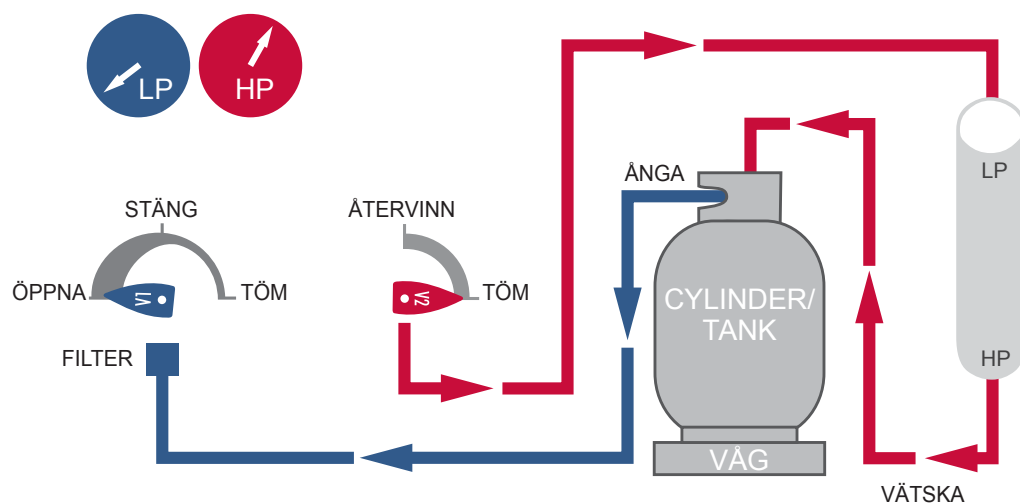 LP
HP
STÄNG
ÅTERVINN
ÅNGA
LP
ÖPPNA
V1
TÖM
V2
TÖM
CYLINDER/
TANK
FILTER
HP
VÅG
VÄTSKA